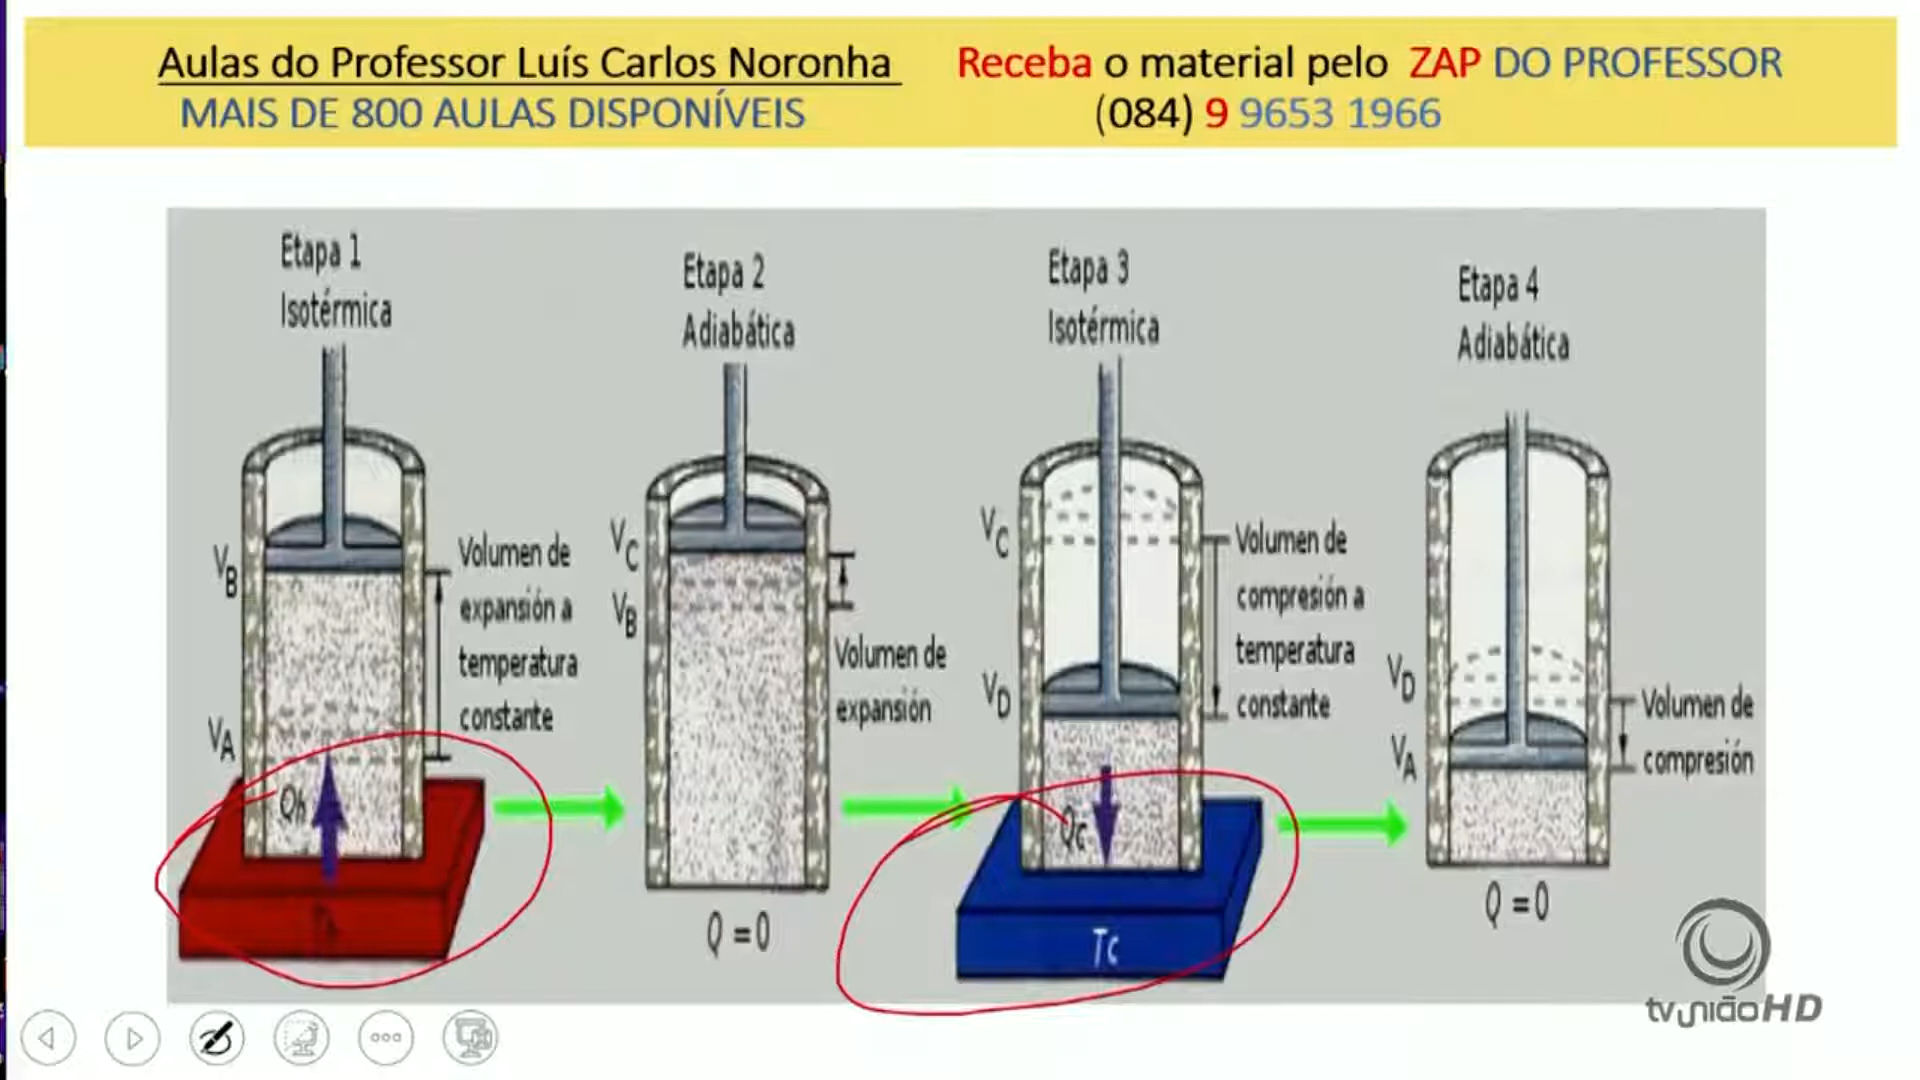 Aulas do Professor Luís Carlos Noronha
MAIS DE 800 AULAS DISPONÍVEIS
Receba o material pelo ZAP DO PROFESSOR
(084) 9 9653 1966
Etapa 1
Isotérmica
VB
VA
Qh
Volumen de
expansión a
temperatura
constante
Etapa 2
Adiabática
VC
VB
Volumen de
expansión
Q = 0
Etapa 3
Isotérmica
VC
VD
Qc
Tc
Volumen de
compresión a
temperatura
constante
Etapa 4
Adiabática
VD
VA
Volumen de
compresión
Q = 0
tvuniãoHD